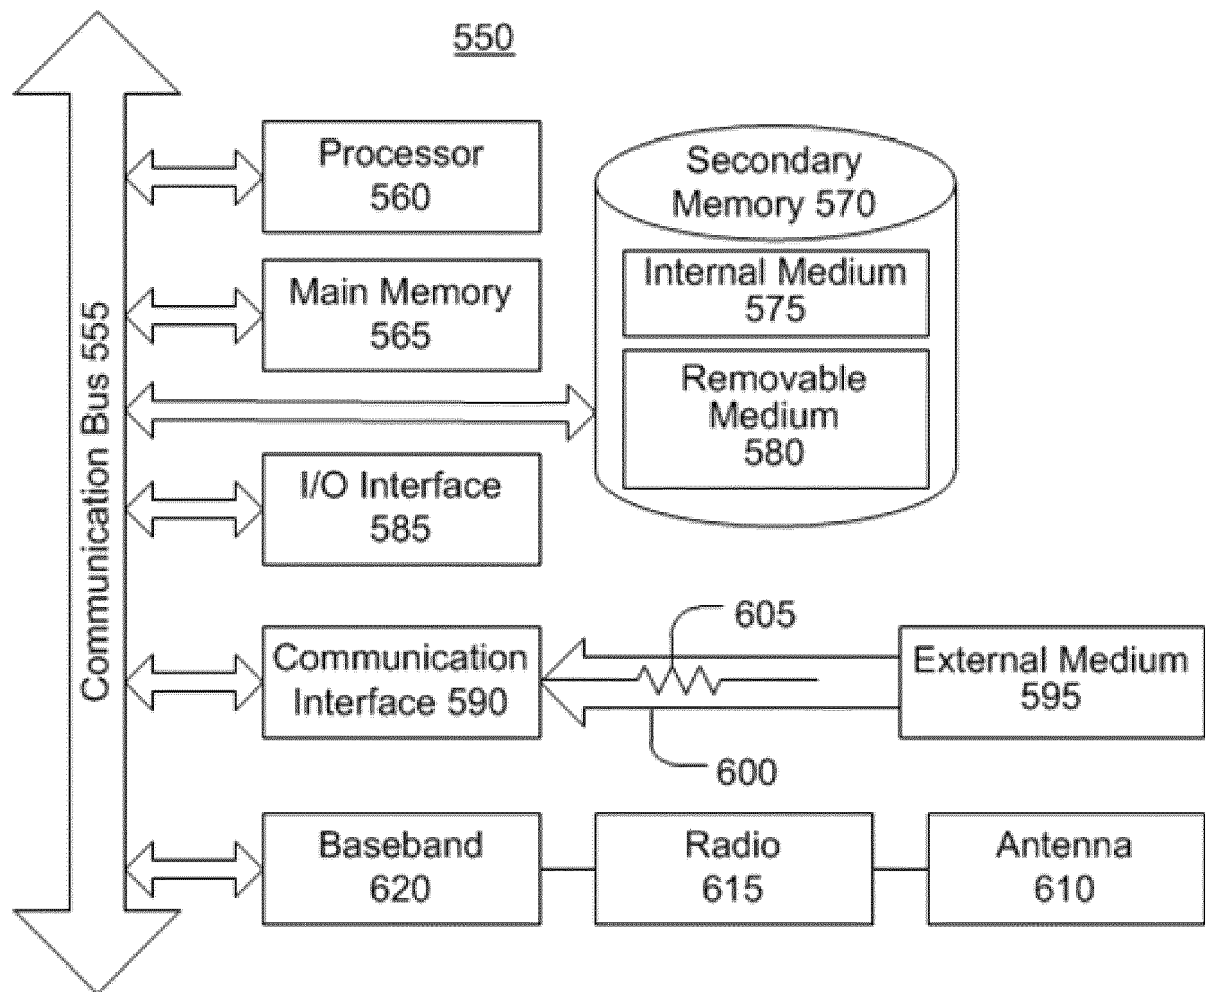 550
Communication Bus 555
Processor
560
Secondary
Memory 570
Internal Medium
575
Main Memory
565
Removable
Medium
580
I/O Interface
585
605
Communication
Interface 590
External Medium
595
600
Baseband
620
Radio
615
Antenna
610